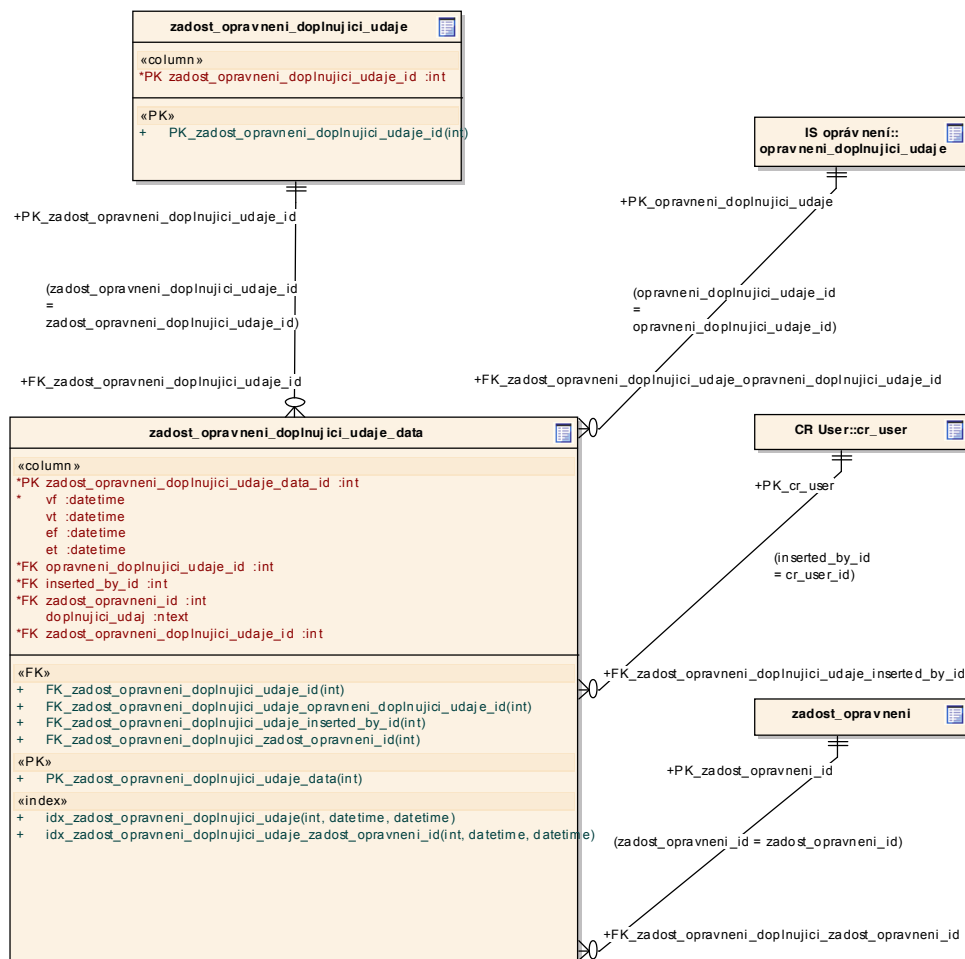 zadost_opravneni_doplnujici_udaje
«column»
*PK zadost_opravneni_doplnujici_udaje_id :int
«PK»
+ PK_zadost_opravneni_doplnujici_udaje_id(int)
IS oprávnění::
opravneni_doplnujici_udaje
+PK_zadost_opravneni_doplnujici_udaje_id
+PK_opravneni_doplnujici_udaje
(zadost_opravneni_doplnujici_udaje_id
=
zadost_opravneni_doplnujici_udaje_id)
(opravneni_doplnujici_udaje_id
=
opravneni_doplnujici_udaje_id)
+FK_zadost_opravneni_doplnujici_udaje_id
+FK_zadost_opravneni_doplnujici_udaje_opravneni_doplnujici_udaje_id
zadost_opravneni_doplnujici_udaje_data
«column»
*PK zadost_opravneni_doplnujici_udaje_data_id :int
* vf :datetime
vt :datetime
ef :datetime
et :datetime
*FK opravneni_doplnujici_udaje_id :int
*FK inserted_by_id :int
*FK zadost_opravneni_id :int
doplnujici_udaj :ntext
*FK zadost_opravneni_doplnujici_udaje_id :int
«FK»
+ FK_zadost_opravneni_doplnujici_udaje_id(int)
+ FK_zadost_opravneni_doplnujici_udaje_opravneni_doplnujici_udaje_id(int)
+ FK_zadost_opravneni_doplnujici_udaje_inserted_by_id(int)
+ FK_zadost_opravneni_doplnujici_zadost_opravneni_id(int)
«PK»
+ PK_zadost_opravneni_doplnujici_udaje_data(int)
«index»
+ idx_zadost_opravneni_doplnujici_udaje(int, datetime, datetime)
+ idx_zadost_opravneni_doplnujici_udaje_zadost_opravneni_id(int, datetime, datetime)
CR User::cr_user
+PK_cr_user
(inserted_by_id
= cr_user_id)
+FK_zadost_opravneni_doplnujici_udaje_inserted_by_id
zadost_opravneni
+PK_zadost_opravneni_id
(zadost_opravneni_id = zadost_opravneni_id)
+FK_zadost_opravneni_doplnujici_zadost_opravneni_id